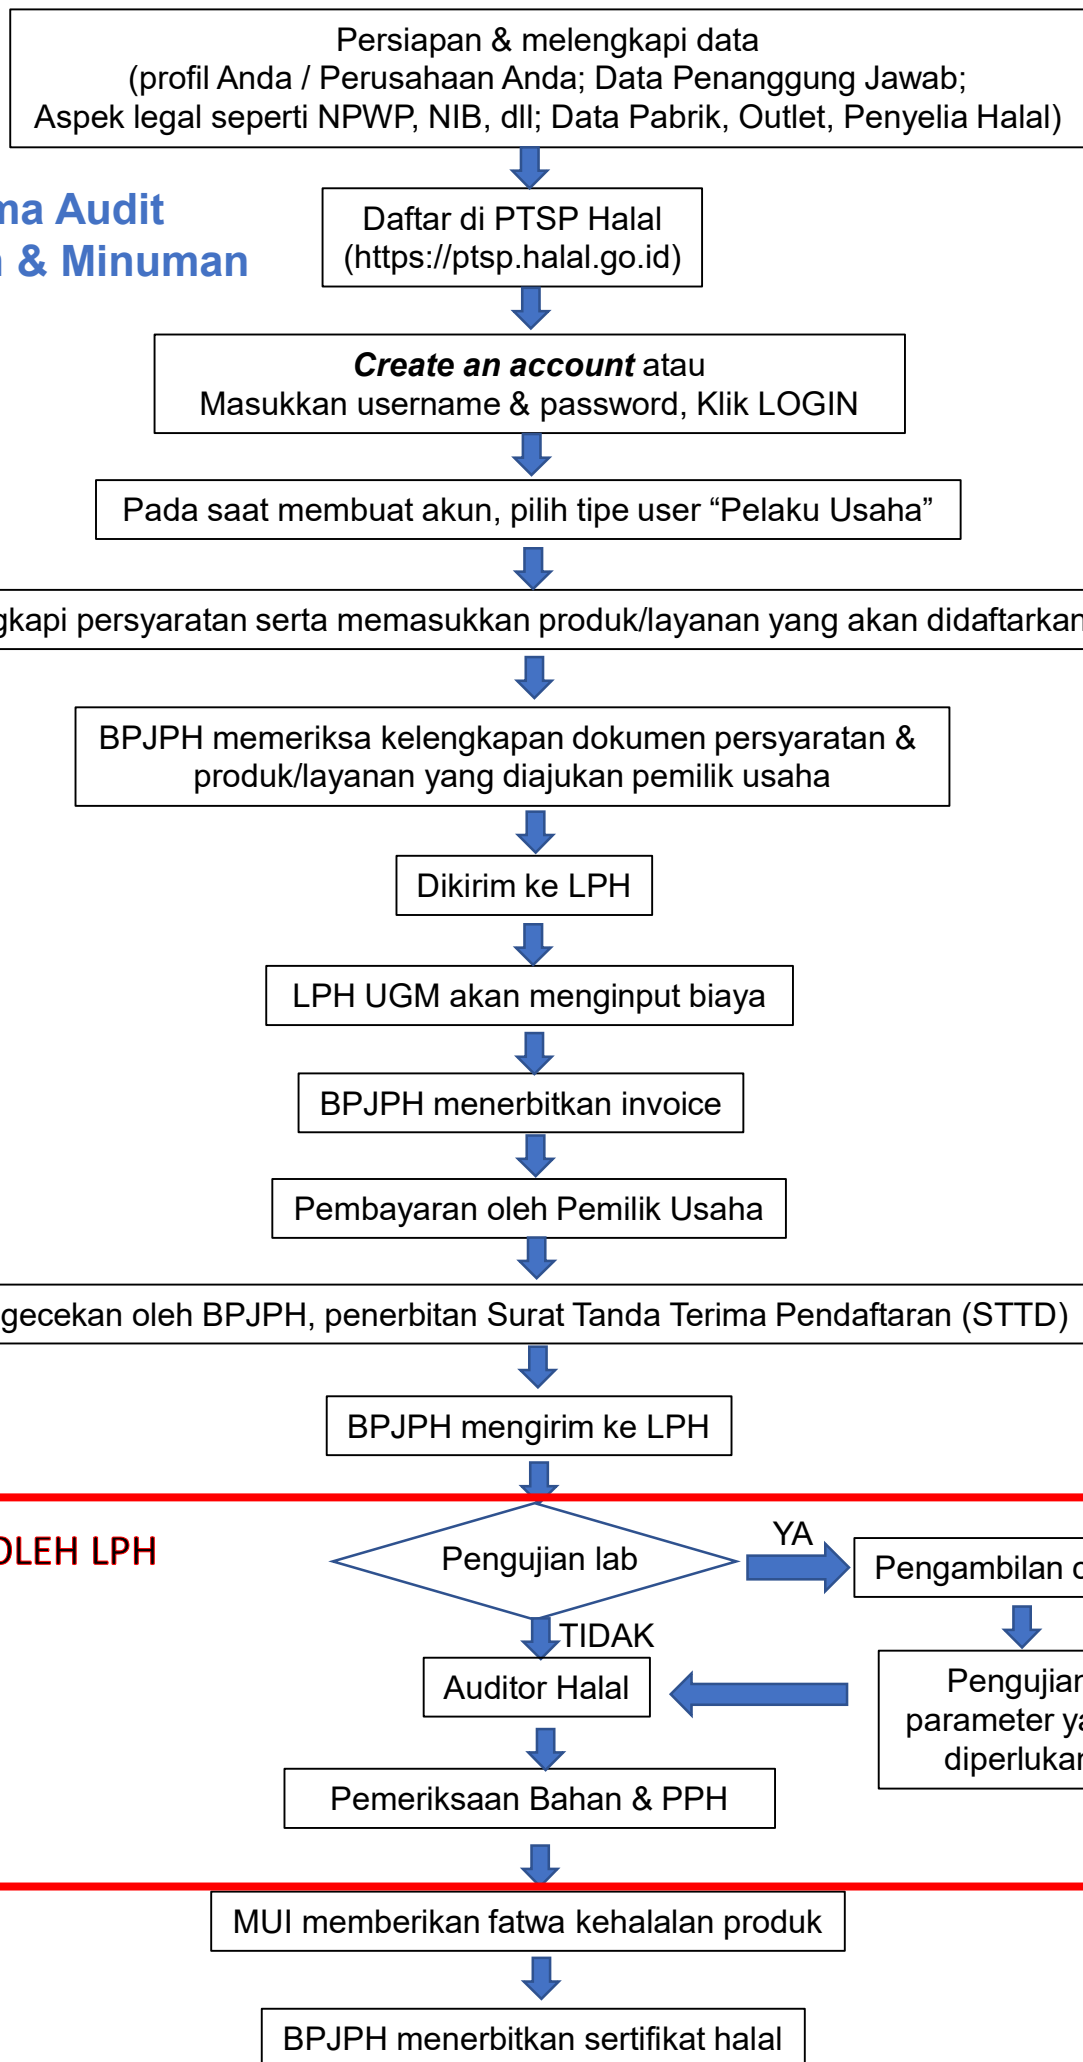 Persiapan & melengkapi data
(profil Anda / Perusahaan Anda; Data Penanggung Jawab;
Aspek legal seperti NPWP, NIB, dll; Data Pabrik, Outlet, Penyelia Halal)
Audit
& Minuman
Daftar di PTSP Halal
(https://ptsp.halal.go.id)
Create an account atau
Masukkan username & password, Klik LOGIN
Pada saat membuat akun, pilih tipe user “Pelaku Usaha”
persyaratan serta memasukkan produk/layanan yang akan didaftarkan
BPJPH memeriksa kelengkapan dokumen persyaratan &
produk/layanan yang diajukan pemilik usaha
Dikirim ke LPH
LPH UGM akan menginput biaya
BPJPH menerbitkan invoice
Pembayaran oleh Pemilik Usaha
oleh BPJPH, penerbitan Surat Tanda Terima Pendaftaran (STTD)
BPJPH mengirim ke LPH
OLEH LPH
Pengujian lab
YA
Pengambilan
TIDAK
Auditor Halal
Pengujian
parameter
Pemeriksaan Bahan & PPH
MUI memberikan fatwa kehalalan produk
BPJPH menerbitkan sertifikat halal